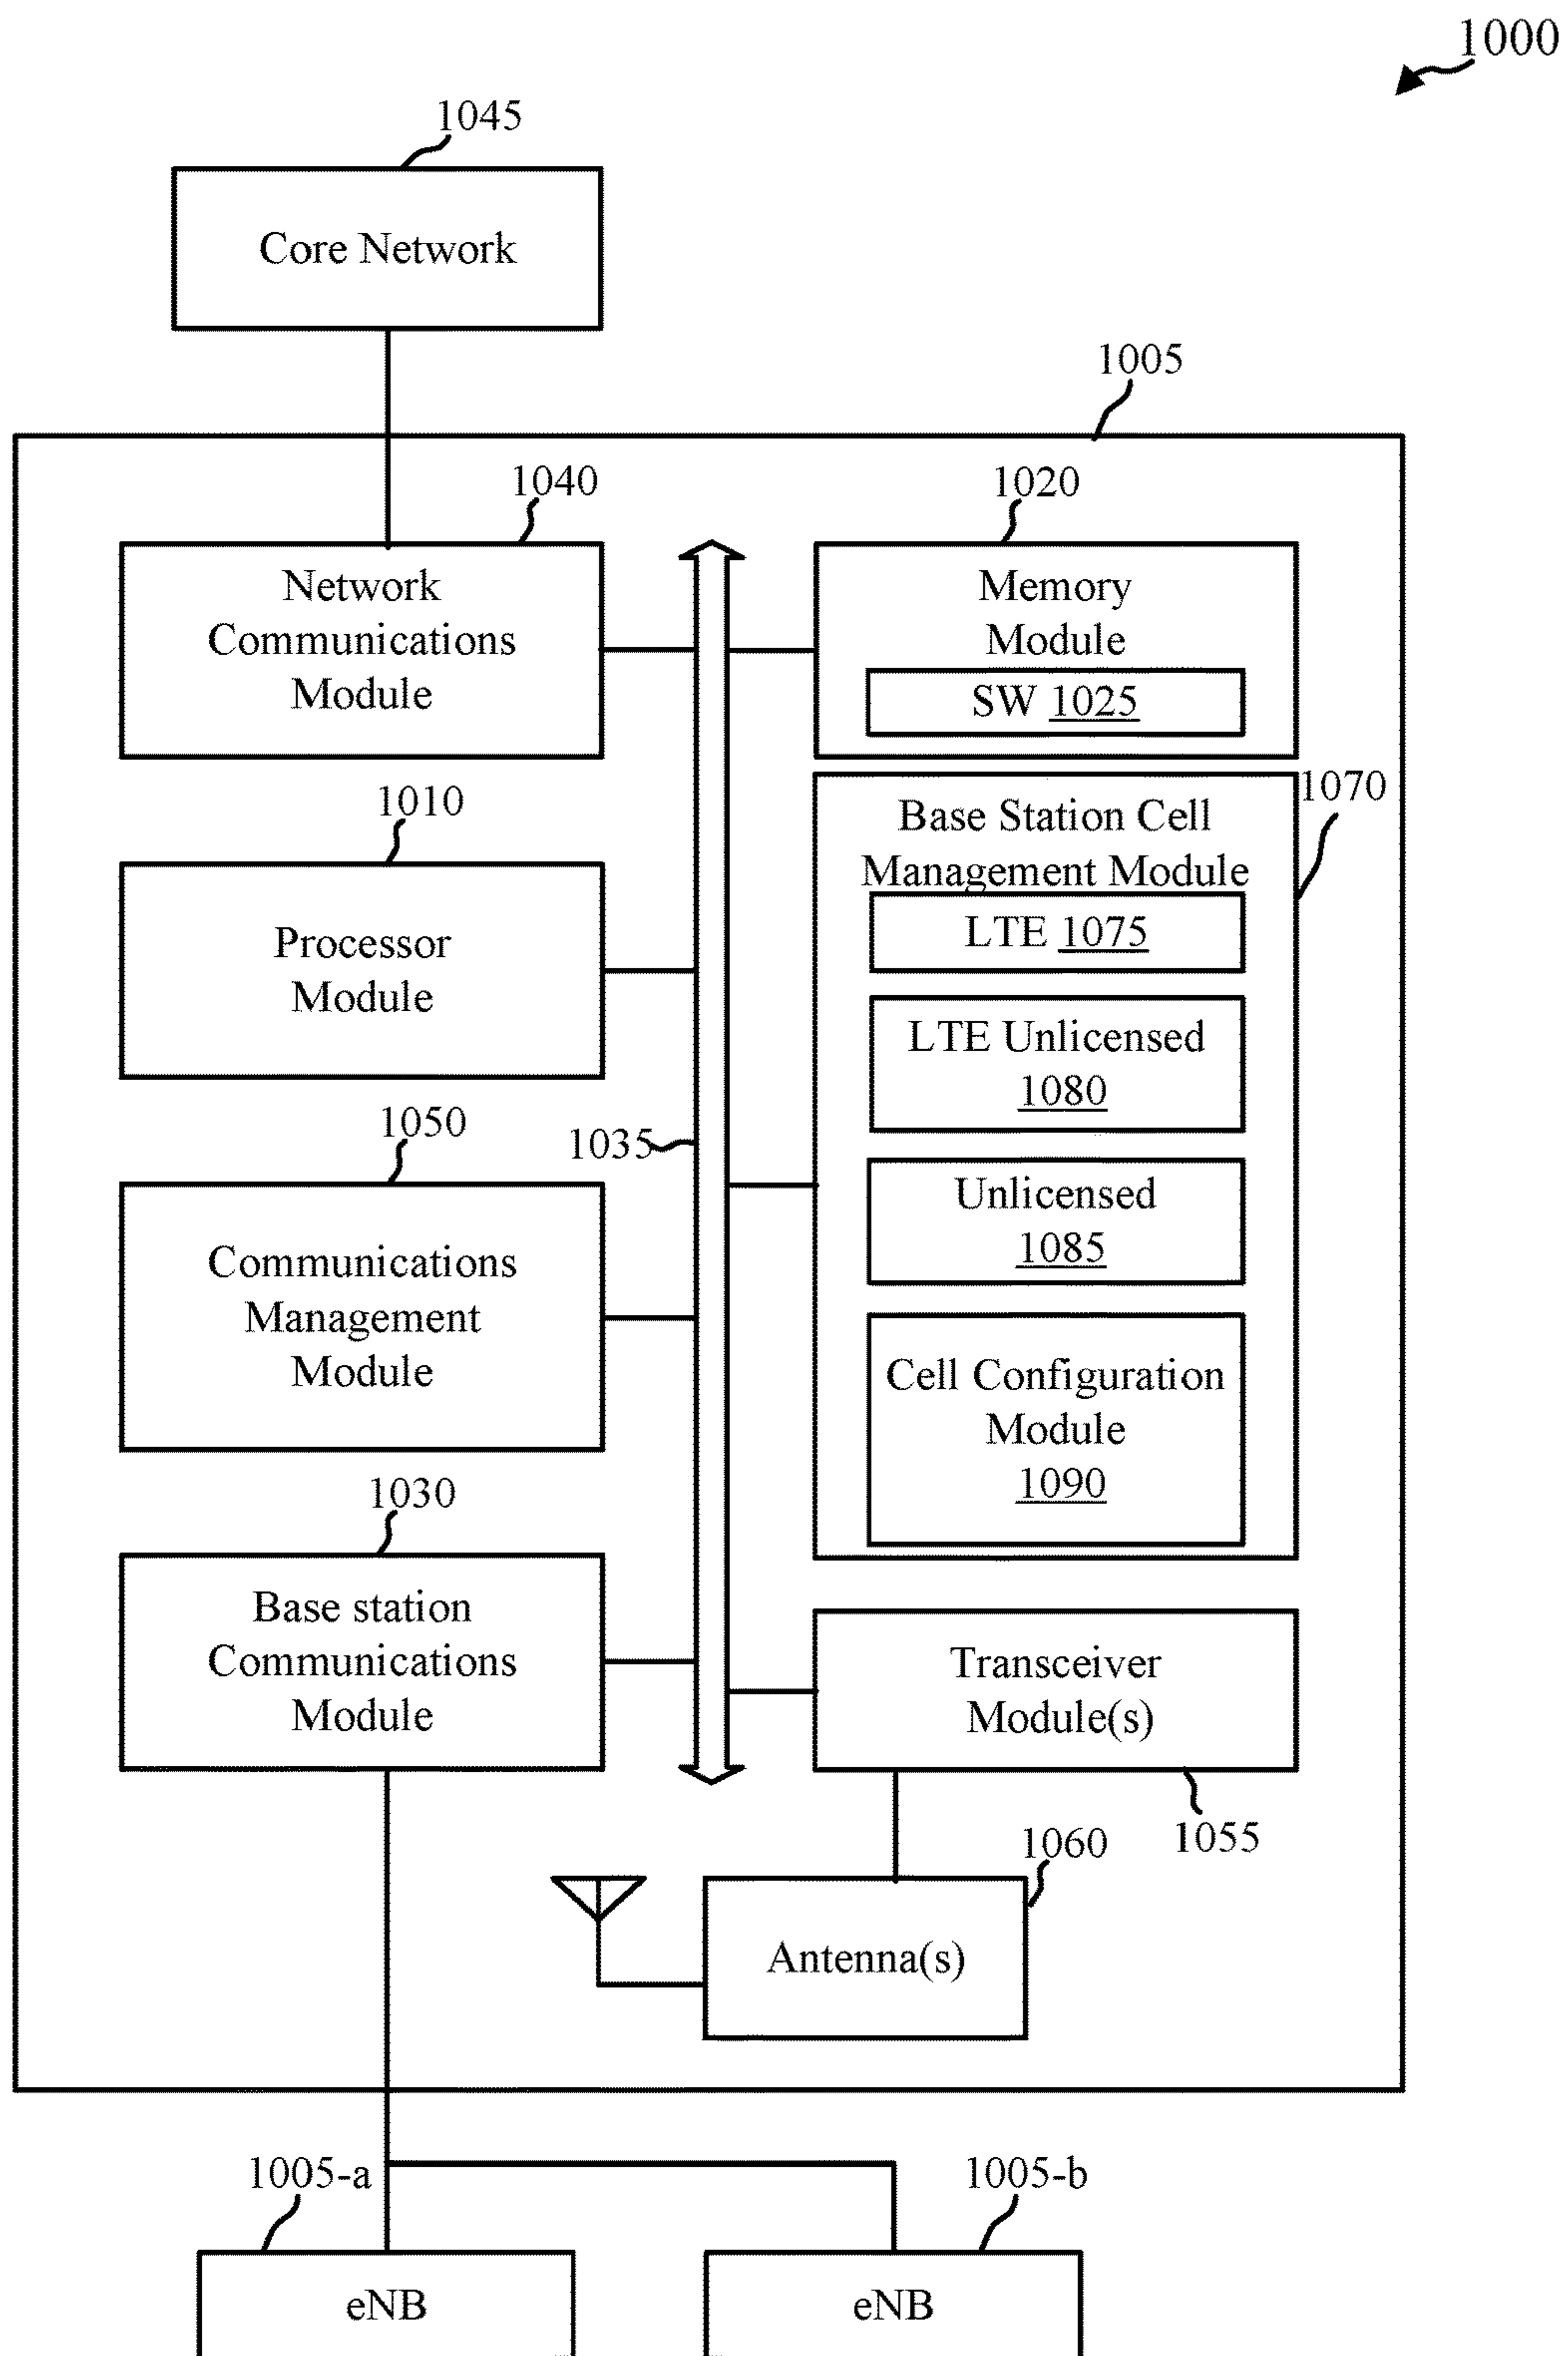 1000
1045
Core Network
1005
1040
1020
Network
Communications
Module
Memory
Module
SW 1025
1010
1070
Processor
Module
Base Station Cell
Management Module
LTE 1075
LTE Unlicensed
1080
1050
1035
Communications
Management
Module
Unlicensed
1085
Cell Configuration
Module
1090
1030
Base station
Communications
Module
Transceiver
Module(s)
1055
1060
Antenna(s)
1005-a
1005-b
eNB
eNB